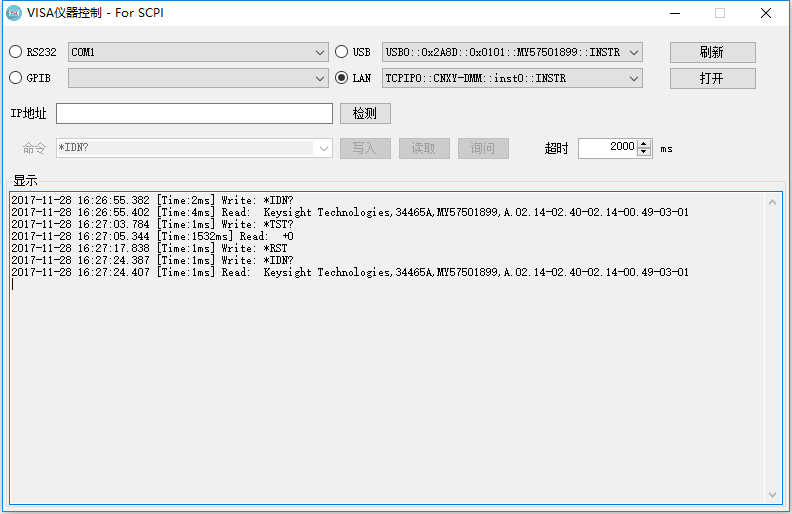 VISA仪器控制 - For SCPI
RS232 COM1 USB USB0::0x2A8D::0x0101::MY57501899::INSTR 刷新
GPIB LAN TCPIP0::CNXY-DMM::inst0::INSTR 打开
IP地址 检测
命令 *IDN? 写入 读取 询问 超时 2000 ms
显示
2017-11-28 16:26:55.382 [Time:2ms] Write: *IDN?
2017-11-28 16:26:55.402 [Time:4ms] Read:  Keysight Technologies,34465A,MY57501899,A.02.14-02.40-02.14-00.49-03-01
2017-11-28 16:27:03.784 [Time:1ms] Write: *TST?
2017-11-28 16:27:05.344 [Time:1532ms] Read:  +0
2017-11-28 16:27:17.838 [Time:1ms] Write: *RST
2017-11-28 16:27:24.387 [Time:1ms] Write: *IDN?
2017-11-28 16:27:24.407 [Time:1ms] Read:  Keysight Technologies,34465A,MY57501899,A.02.14-02.40-02.14-00.49-03-01